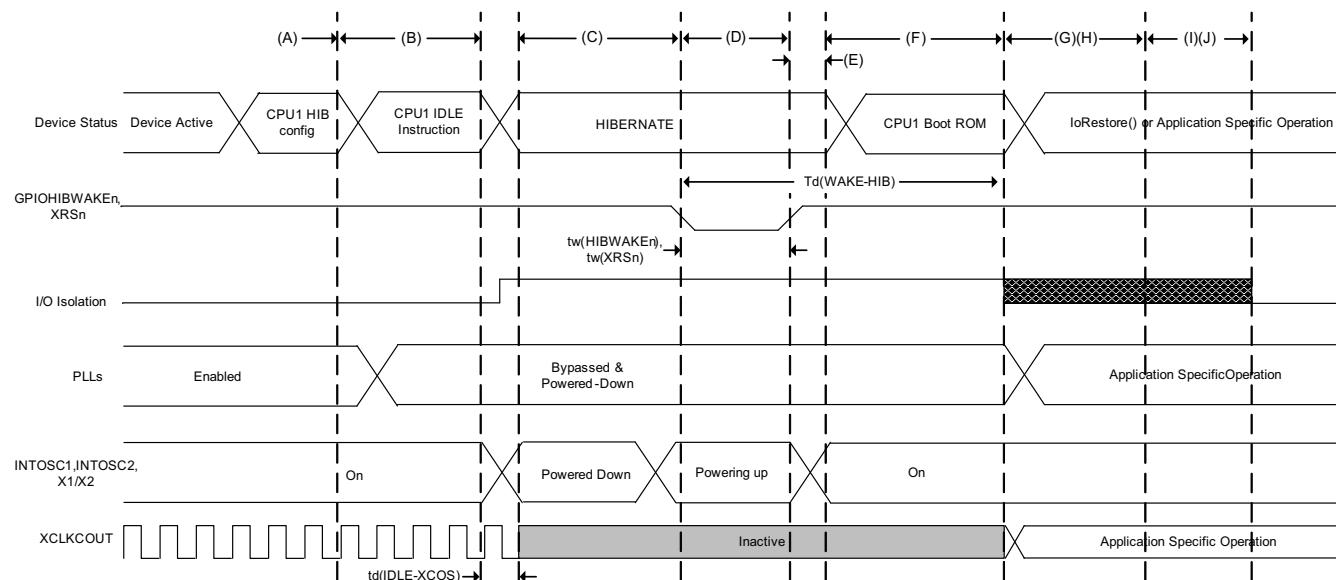 (A)
(B)
(C)
(D)
(E)
(F)
(G)(H)
(I)(J)
Device Status
Device Active
CPU1 HIB
config
CPU1 IDLE
Instruction
HIBERNATE
CPU1 Boot ROM
IoRestore() or Application Specific Operation
Td(WAKE-HIB)
GPIOHIBWAKEn,
XRSn
tw(HIBWAKEn),
tw(XRSn)
I/O Isolation
PLLs
Enabled
Bypassed &
Powered-Down
Application SpecificOperation
INTOSC1,INTOSC2,
X1/X2
On
Powered Down
Powering up
On
XCLKCOUT
Inactive
Application Specific Operation
td(IDLE-XCOS)